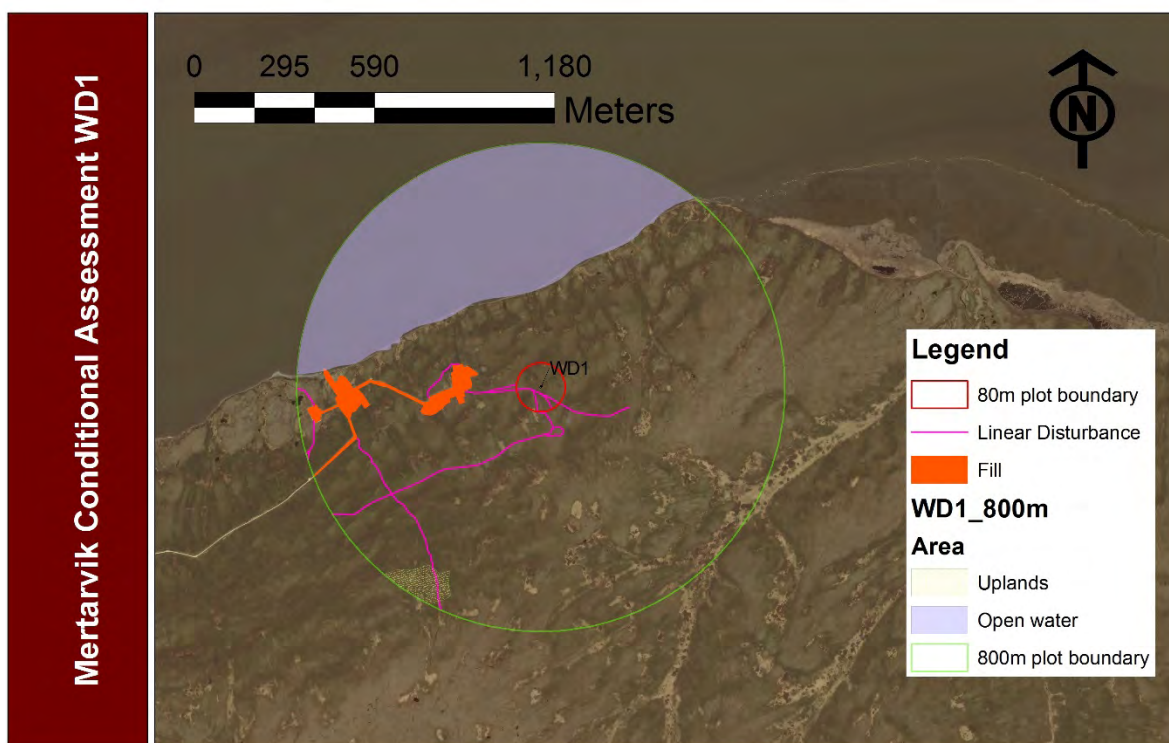 Mertarvik Conditional Assessment WD1
0 295 590 1,180
Meters
N
WD1
Legend
80m plot boundary
Linear Disturbance
Fill
WD1_800m
Area
Uplands
Open water
800m plot boundary